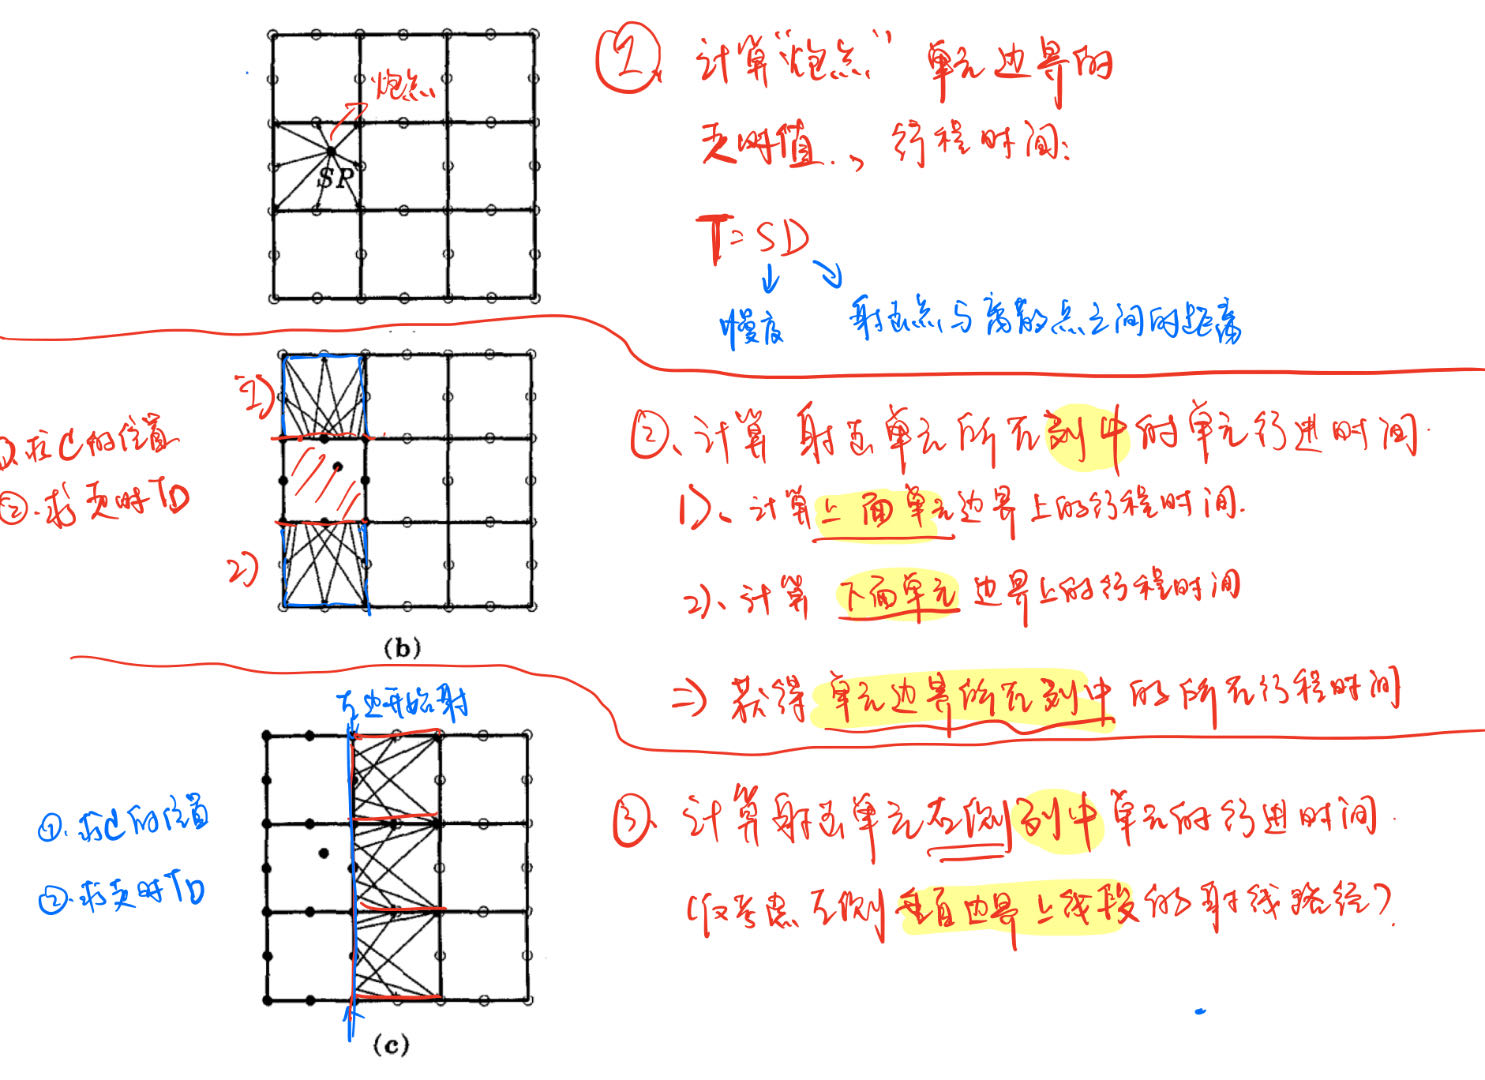 ①、计算“炮点”单元边界的
走时值、行程时间:
炮点
SP
T=SD
慢度
发射点与离散点之间的距离
1)
①、求C的位置
②、求走时TD
2)
(b)
②、计算发射单元所在列中的单元行进时间.
1)、计算上面单元边界上的行程时间.
2)、计算下面单元边界上的行程时间
=) 获得单元边界所在列中的所有行程时间
左边开始射
①、求C的位置
②、求走时TD
(c)
③、计算发射单元右侧列中单元的行进时间.
(仅考虑左侧垂直边界上线段的射线路径)